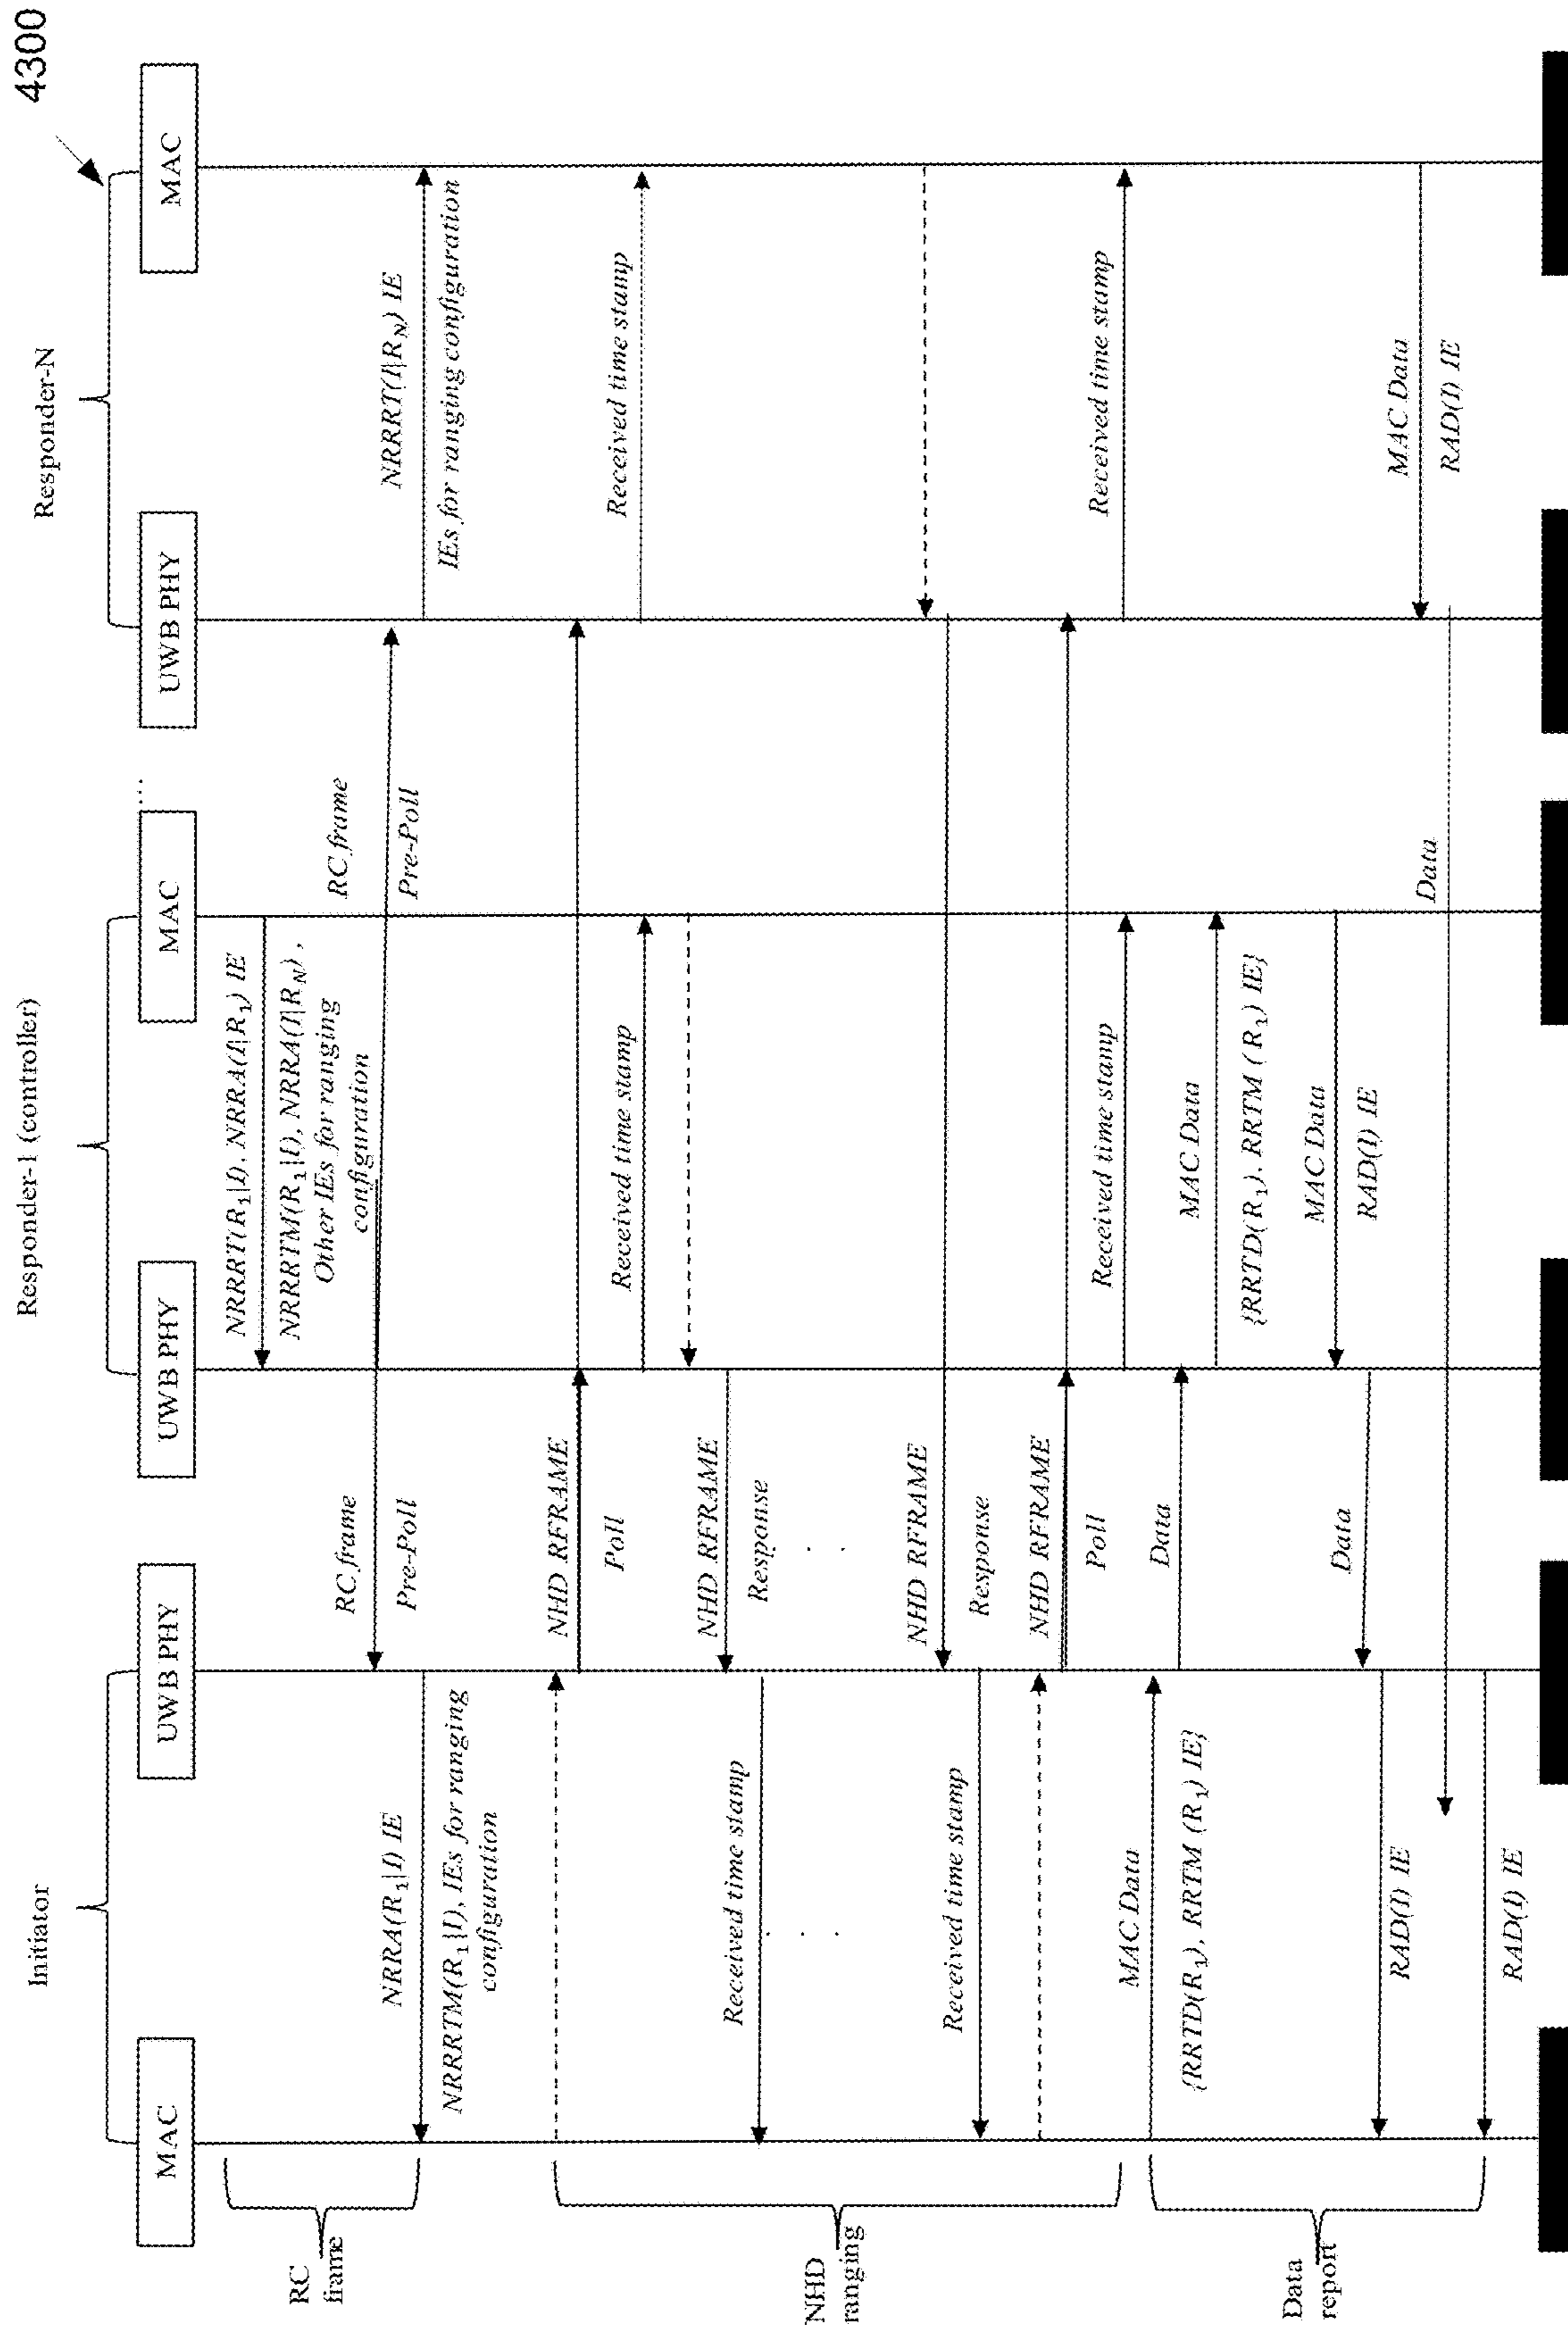 4300
Initiator
Responder-1 (controller)
Responder-N
MAC
UWB PHY
UWB PHY
MAC
...
UWB PHY
MAC
RC
frame
NRRRT(R₁|I), NRRA(I|R₁) IE
NRRRTM(R₁|I), NRRA(I|R_N),
Other IEs for ranging
configuration
RC frame
Pre-Poll
RC frame
Pre-Poll
NRRA(R₁|I) IE
NRRRTM(R₁|I), IEs for ranging
configuration
NRRRT(I|R_N) IE
IEs for ranging configuration
NHD
ranging
NHD RFRAME
Poll
Received time stamp
Received time stamp
NHD RFRAME
Response
Received time stamp
. . .
. . .
NHD RFRAME
Response
Received time stamp
NHD RFRAME
Poll
Received time stamp
Received time stamp
Data
report
MAC Data
{RRTD(R₁), RRTM (R₁) IE}
Data
MAC Data
{RRTD(R₁), RRTM (R₁) IE}
MAC Data
RAD(I) IE
Data
RAD(I) IE
MAC Data
RAD(I) IE
Data
RAD(I) IE